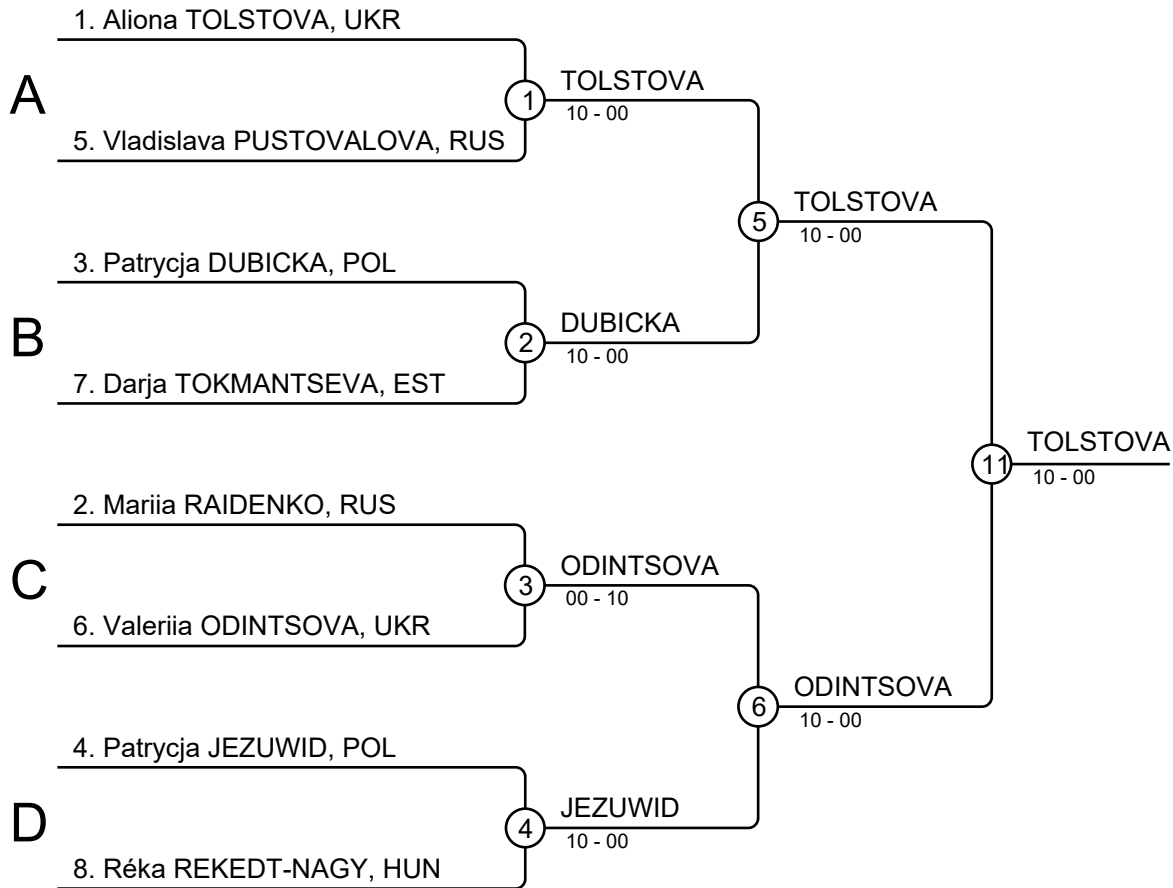 1. Aliona TOLSTOVA, UKR
A
1
TOLSTOVA
10 - 00
5. Vladislava PUSTOVALOVA, RUS
5
TOLSTOVA
10 - 00
3. Patrycja DUBICKA, POL
B
2
DUBICKA
10 - 00
7. Darja TOKMANTSEVA, EST
11
TOLSTOVA
10 - 00
2. Mariia RAIDENKO, RUS
C
3
ODINTSOVA
00 - 10
6. Valeriia ODINTSOVA, UKR
6
ODINTSOVA
10 - 00
4. Patrycja JEZUWID, POL
D
4
JEZUWID
10 - 00
8. Réka REKEDT-NAGY, HUN